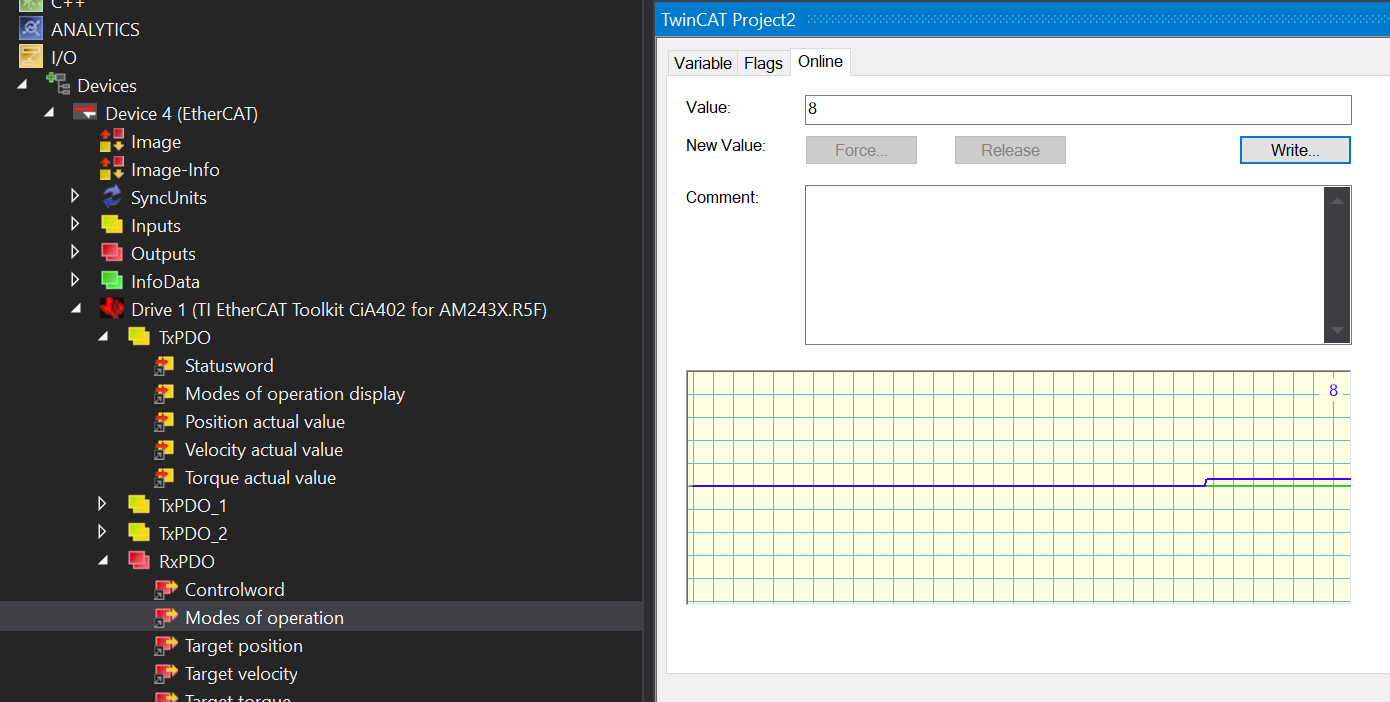 C++
ANALYTICS
I/O
Devices
Device 4 (EtherCAT)
Image
Image-Info
SyncUnits
Inputs
Outputs
InfoData
Drive 1 (TI EtherCAT Toolkit CiA402 for AM243X.R5F)
TxPDO
Statusword
Modes of operation display
Position actual value
Velocity actual value
Torque actual value
TxPDO_1
TxPDO_2
RxPDO
Controlword
Modes of operation
Target position
Target velocity
Target torque
TwinCAT Project2
Variable Flags Online
Value: 8
New Value: Force... Release Write...
Comment:
8